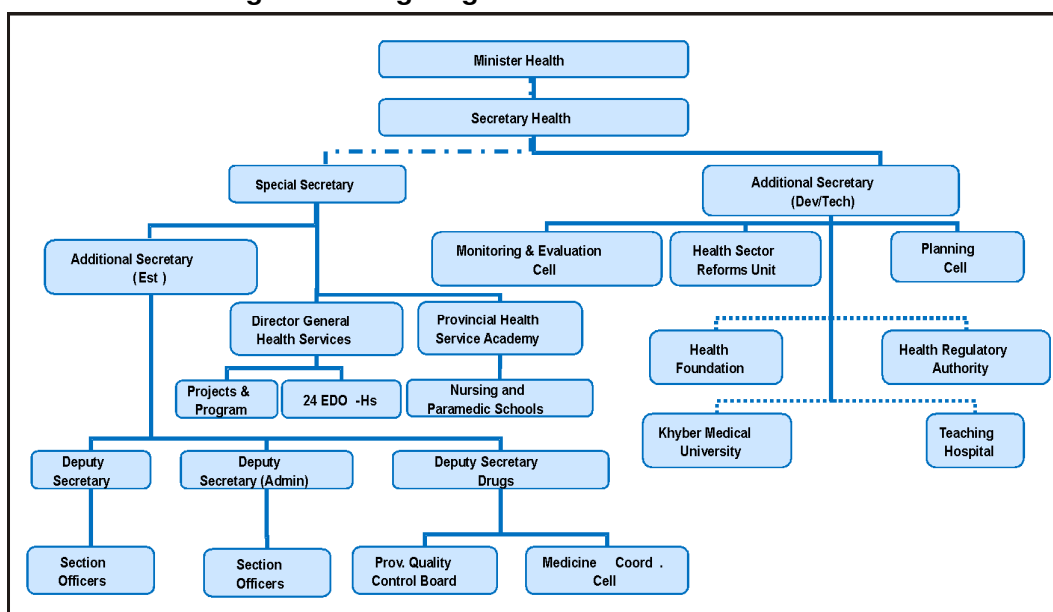 Minister Health
Secretary Health
Special Secretary
Additional Secretary
(Dev/Tech)
Additional Secretary
(Est )
Monitoring & Evaluation
Cell
Health Sector
Reforms Unit
Planning
Cell
Director General
Health Services
Provincial Health
Service Academy
Health
Foundation
Health Regulatory
Authority
Projects &
Program
24 EDO -Hs
Nursing and
Paramedic Schools
Khyber Medical
University
Teaching
Hospital
Deputy
Secretary
Deputy
Secretary (Admin)
Deputy Secretary
Drugs
Section
Officers
Section
Officers
Prov. Quality
Control Board
Medicine Coord .
Cell